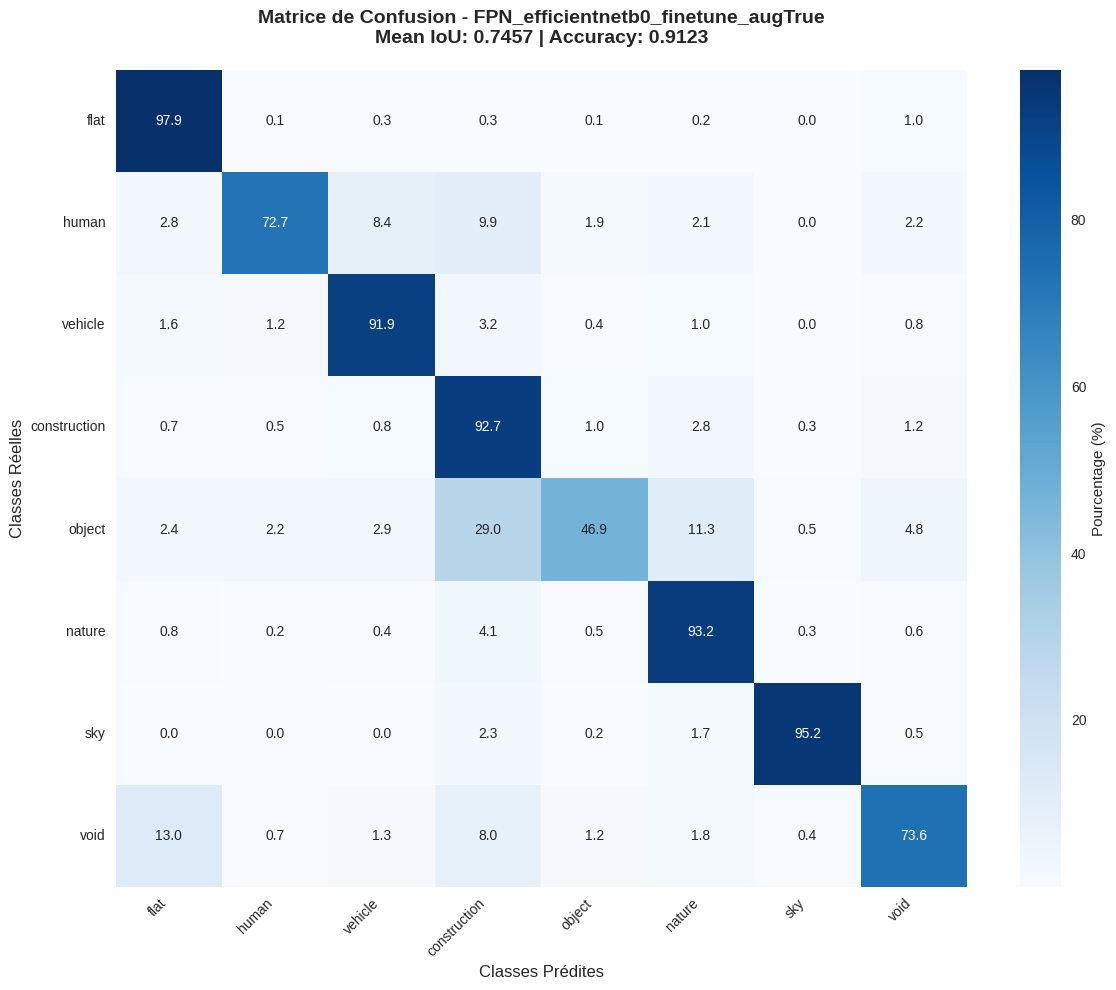 Matrice de Confusion - FPN_efficientnetb0_finetune_augTrue
Mean IoU: 0.7457 | Accuracy: 0.9123
flat 97.9 0.1 0.3 0.3 0.1 0.2 0.0 1.0
human 2.8 72.7 8.4 9.9 1.9 2.1 0.0 2.2
vehicle 1.6 1.2 91.9 3.2 0.4 1.0 0.0 0.8
construction 0.7 0.5 0.8 92.7 1.0 2.8 0.3 1.2
object 2.4 2.2 2.9 29.0 46.9 11.3 0.5 4.8
nature 0.8 0.2 0.4 4.1 0.5 93.2 0.3 0.6
sky 0.0 0.0 0.0 2.3 0.2 1.7 95.2 0.5
void 13.0 0.7 1.3 8.0 1.2 1.8 0.4 73.6
flat human vehicle construction object nature sky void
Classes Prédites
Classes Réelles
80
60
40
20
Pourcentage (%)